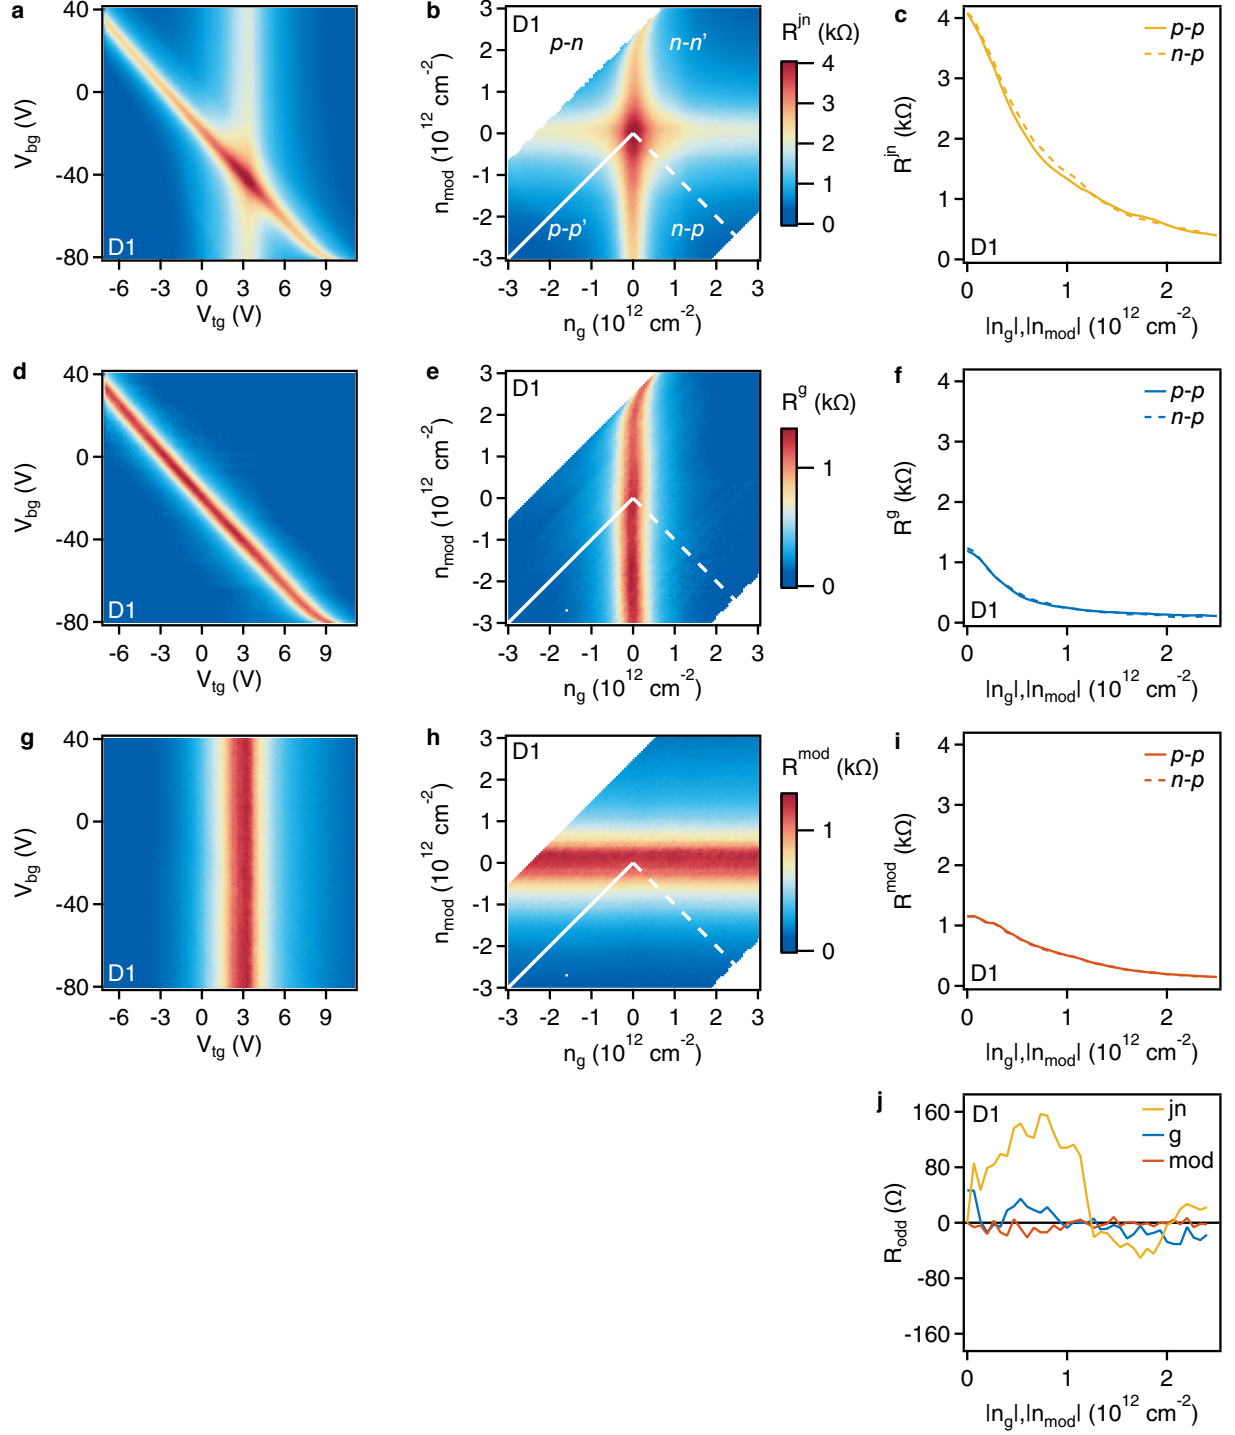 a
40
0
-40
-80
V_bg (V)
D1
-6 -3 0 3 6 9
V_tg (V)
b
3
2
1
0
-1
-2
-3
n_mod (10^12 cm^-2)
D1
p-n
n-n'
p-p'
n-p
-3 -2 -1 0 1 2 3
n_g (10^12 cm^-2)
R^jn (kΩ)
4
3
2
1
0
c
4
3
2
1
0
R^jn (kΩ)
p-p
n-p
D1
0 1 2
|n_g|,|n_mod| (10^12 cm^-2)
d
40
0
-40
-80
V_bg (V)
D1
-6 -3 0 3 6 9
V_tg (V)
e
3
2
1
0
-1
-2
-3
n_mod (10^12 cm^-2)
D1
-3 -2 -1 0 1 2 3
n_g (10^12 cm^-2)
R^g (kΩ)
1
0
f
4
3
2
1
0
R^g (kΩ)
p-p
n-p
D1
0 1 2
|n_g|,|n_mod| (10^12 cm^-2)
g
40
0
-40
-80
V_bg (V)
D1
-6 -3 0 3 6 9
V_tg (V)
h
3
2
1
0
-1
-2
-3
n_mod (10^12 cm^-2)
D1
-3 -2 -1 0 1 2 3
n_g (10^12 cm^-2)
R^mod (kΩ)
1
0
i
4
3
2
1
0
R^mod (kΩ)
p-p
n-p
D1
0 1 2
|n_g|,|n_mod| (10^12 cm^-2)
j
160
80
0
-80
-160
R_odd (Ω)
D1
jn
g
mod
0 1 2
|n_g|,|n_mod| (10^12 cm^-2)